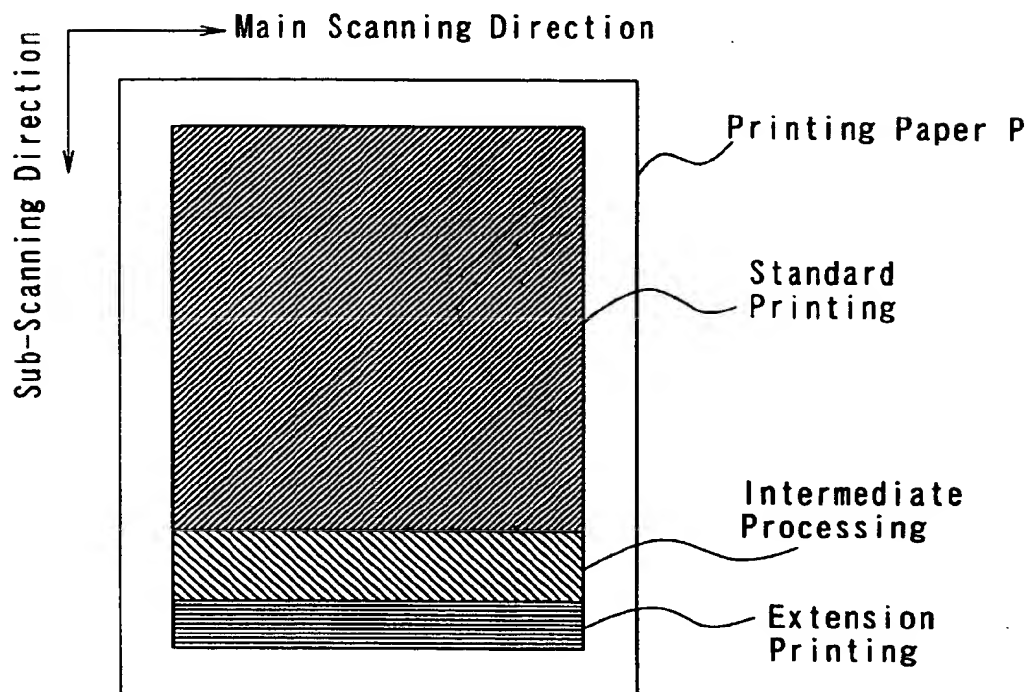 Main Scanning Direction
Sub-Scanning Direction
Printing Paper P
Standard
Printing
Intermediate
Processing
Extension
Printing